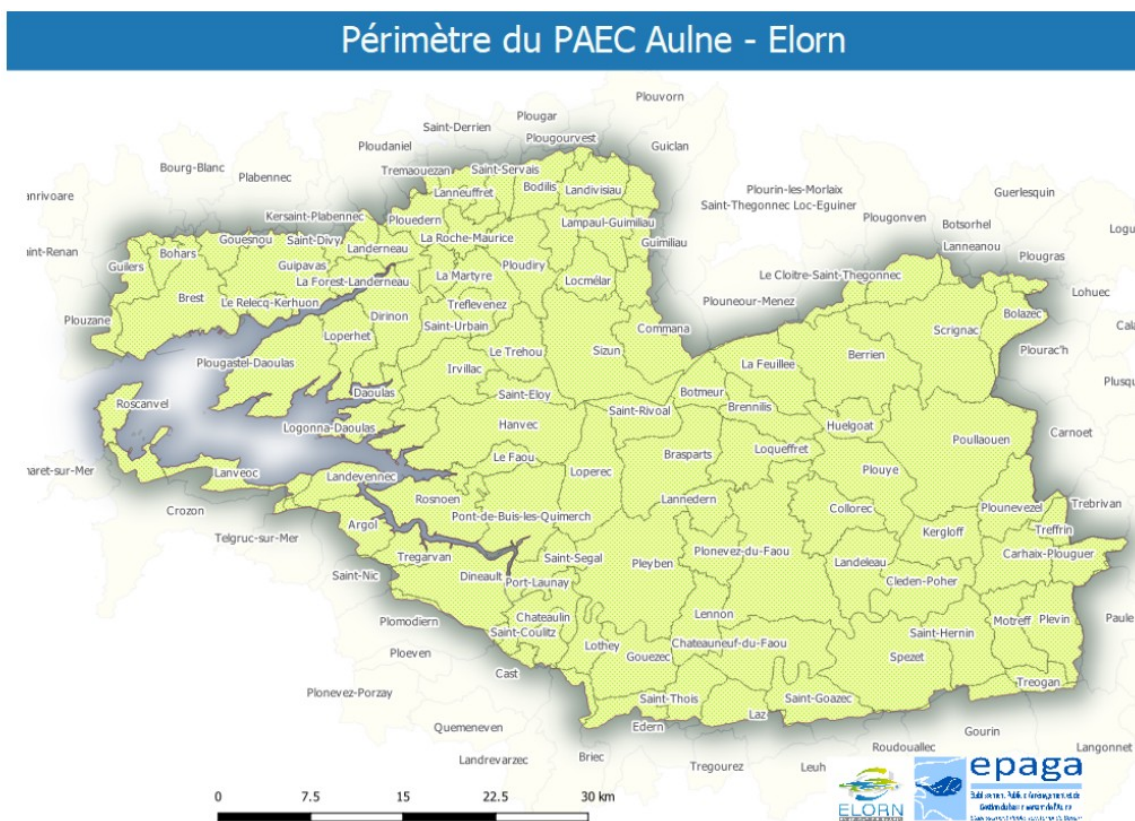 Périmètre du PAEC Aulne - Elorn
Plouvorn
Plougar
Saint-Derrien
Plougourvest
Ploudaniel
Guiclan
Bourg-Blanc
Tremaouezan
Saint-Servais
Plabennec
Lanneuffret
Bodilis
Landivisiau
Plourin-les-Morlaix
Guerlesquin
Saint-Thegonnec Loc-Eguiner
Kersaint-Plabennec
Plouedern
Lampaul-Guimiliau
Plougonven
Botsorhel
Gouesnou
Saint-Divy
La Roche-Maurice
Guimiliau
Lanneanou
Bohars
Landerneau
Plougras
Guilers
Guipavas
Ploudiry
La Forest-Landerneau
La Martyre
Locmélar
Le Cloitre-Saint-Thegonnec
Lohuec
Brest
Le Relecq-Kerhuon
Treflevenez
Plouneour-Menez
Bolazec
Plouzane
Dirinon
Saint-Urbain
Commana
Scrignac
Loperhet
Le Trehou
Sizun
Berrien
Plourac'h
Plougastel-Daoulas
Irvillac
La Feuillee
Daoulas
Saint-Eloy
Botmeur
Roscanvel
Saint-Rivoal
Brennilis
Logonna-Daoulas
Hanvec
Huelgoat
Carnoet
Poullaouen
Le Faou
Brasparts
Loqueffret
Lanveoc
Landevennec
Loperec
Plouye
Rosnoen
Lannedern
Trebrivan
Crozon
Pont-de-Buis-les-Quimerch
Collorec
Plounevezel
Argol
Kergloff
Treffrin
Telgruc-sur-Mer
Tregarvan
Saint-Segal
Plonevez-du-Faou
Carhaix-Plouguer
Saint-Nic
Dineault
Port-Launay
Pleyben
Landeleau
Cleden-Poher
Plomodiern
Chateaulin
Lennon
Motreff
Plevin
Saint-Coulitz
Saint-Hernin
Ploeven
Lothey
Chateauneuf-du-Faou
Gouezec
Spezet
Cast
Treogan
Plonevez-Porzay
Saint-Thois
Saint-Goazec
Laz
Quemeneven
Edern
Gourin
Landrevarzec
Briec
Roudouallec
Langonnet
Tregourez
Leuh
0 7.5 15 22.5 30 km
ELORN
epaga